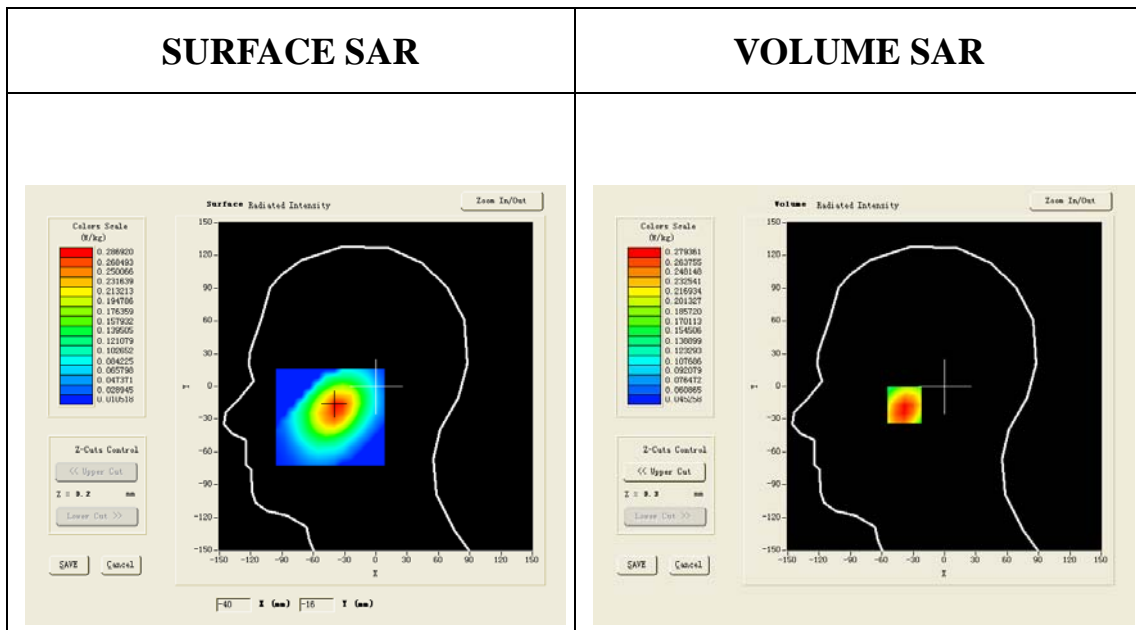 SURFACE SAR
VOLUME SAR
Surface Radiated Intensity
Zoom In/Out
Colors Scale
(W/kg)
0.286920
0.268493
0.250066
0.231639
0.213213
0.194786
0.176359
0.157932
0.139505
0.121079
0.102652
0.084225
0.065798
0.047371
0.028945
0.010518
150
120
90
60
30
0
-30
-60
-90
-120
-150
Y
-150 -120 -90 -60 -30 0 30 60 90 120 150
X
Z-Cuts Control
<< Upper Cut
Z = 0.2 mm
Lower Cut >>
SAVE Cancel
-40 X (mm) -16 Y (mm)
Volume Radiated Intensity
Zoom In/Out
Colors Scale
(W/kg)
0.279361
0.263755
0.248148
0.232541
0.216934
0.201327
0.185720
0.170113
0.154506
0.138899
0.123293
0.107686
0.092079
0.076472
0.060865
0.045258
150
120
90
60
30
0
-30
-60
-90
-120
-150
Y
-150 -120 -90 -60 -30 0 30 60 90 120 150
X
Z-Cuts Control
<< Upper Cut
Z = 0.3 mm
Lower Cut >>
SAVE Cancel